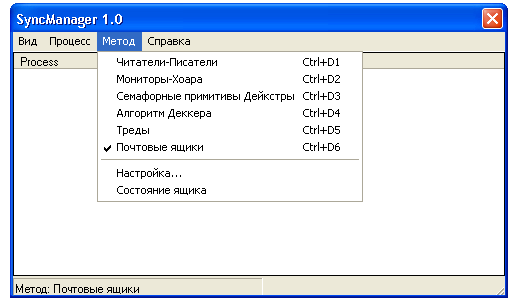 SyncManager 1.0
Вид Процесс Метод Справка
Process
Читатели-Писатели Ctrl+D1
Мониторы-Хоара Ctrl+D2
Семафорные примитивы Дейкстры Ctrl+D3
Алгоритм Деккера Ctrl+D4
Треды Ctrl+D5
Почтовые ящики Ctrl+D6
Настройка...
Состояние ящика
Метод: Почтовые ящики